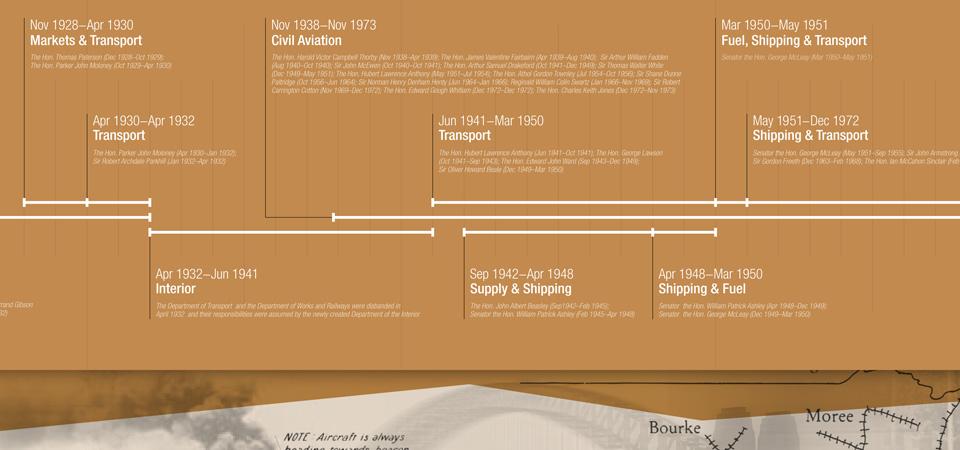 Nov 1928–Apr 1930
Markets & Transport
The Hon. Thomas Paterson (Dec 1928–Oct 1929);
The Hon. Parker John Moloney (Oct 1929–Apr 1930)
Nov 1938–Nov 1973
Civil Aviation
The Hon. Harold Victor Campbell Thorby (Nov 1938–Apr 1939); The Hon. James Valentine Fairbairn (Apr 1939–Aug 1940); Sir Arthur William Fadden
(Aug 1940–Oct 1940); Sir John McEwen (Oct 1940–Oct 1941); The Hon. Arthur Samuel Drakeford (Oct 1941–Dec 1949); Sir Thomas Walter White
(Dec 1949–May 1951); The Hon. Hubert Lawrence Anthony (May 1951–Jul 1954); The Hon. Athol Gordon Townley (Jul 1954–Oct 1956); Sir Shane Dunne
Paltridge (Oct 1956–Jun 1964); Sir Norman Henry Denham Henty (Jun 1964–Jan 1966); Reginald William Colin Swartz (Jan 1966–Nov 1969); Sir Robert
Carrington Cotton (Nov 1969–Dec 1972); The Hon. Edward Gough Whitlam (Dec 1972–Dec 1972); The Hon. Charles Keith Jones (Dec 1972–Nov 1973)
Mar 1950–May 1951
Fuel, Shipping & Transport
Senator the Hon. George McLeay (Mar 1950–May 1951)
Apr 1930–Apr 1932
Transport
The Hon. Parker John Moloney (Apr 1930–Jan 1932);
Sir Robert Archdale Parkhill (Jan 1932–Apr 1932)
Jun 1941–Mar 1950
Transport
The Hon. Hubert Lawrence Anthony (Jun 1941–Oct 1941); The Hon. George Lawson
(Oct 1941–Sep 1943); The Hon. Edward John Ward (Sep 1943–Dec 1949);
Sir Oliver Howard Beale (Dec 1949–Mar 1950)
May 1951–Dec 1972
Shipping & Transport
Senator the Hon. George McLeay (May 1951–Sep 1955); Sir John Armstrong
Sir Gordon Freeth (Dec 1963–Feb 1968); The Hon. Ian McCahon Sinclair (Feb
Apr 1932–Jun 1941
Interior
The Department of Transport and the Department of Works and Railways were disbanded in
April 1932 and their responsibilities were assumed by the newly created Department of the Interior
Sep 1942–Apr 1948
Supply & Shipping
The Hon. John Albert Beasley (Sep1942–Feb 1945);
Senator the Hon. William Patrick Ashley (Feb 1945–Apr 1948)
Apr 1948–Mar 1950
Shipping & Fuel
Senator the Hon. William Patrick Ashley (Apr 1948–Dec 1949);
Senator the Hon. George McLeay (Dec 1949–Mar 1950)
rrand Gibson
32)
NOTE: Aircraft is always
heading towards beacon
Bourke
Moree